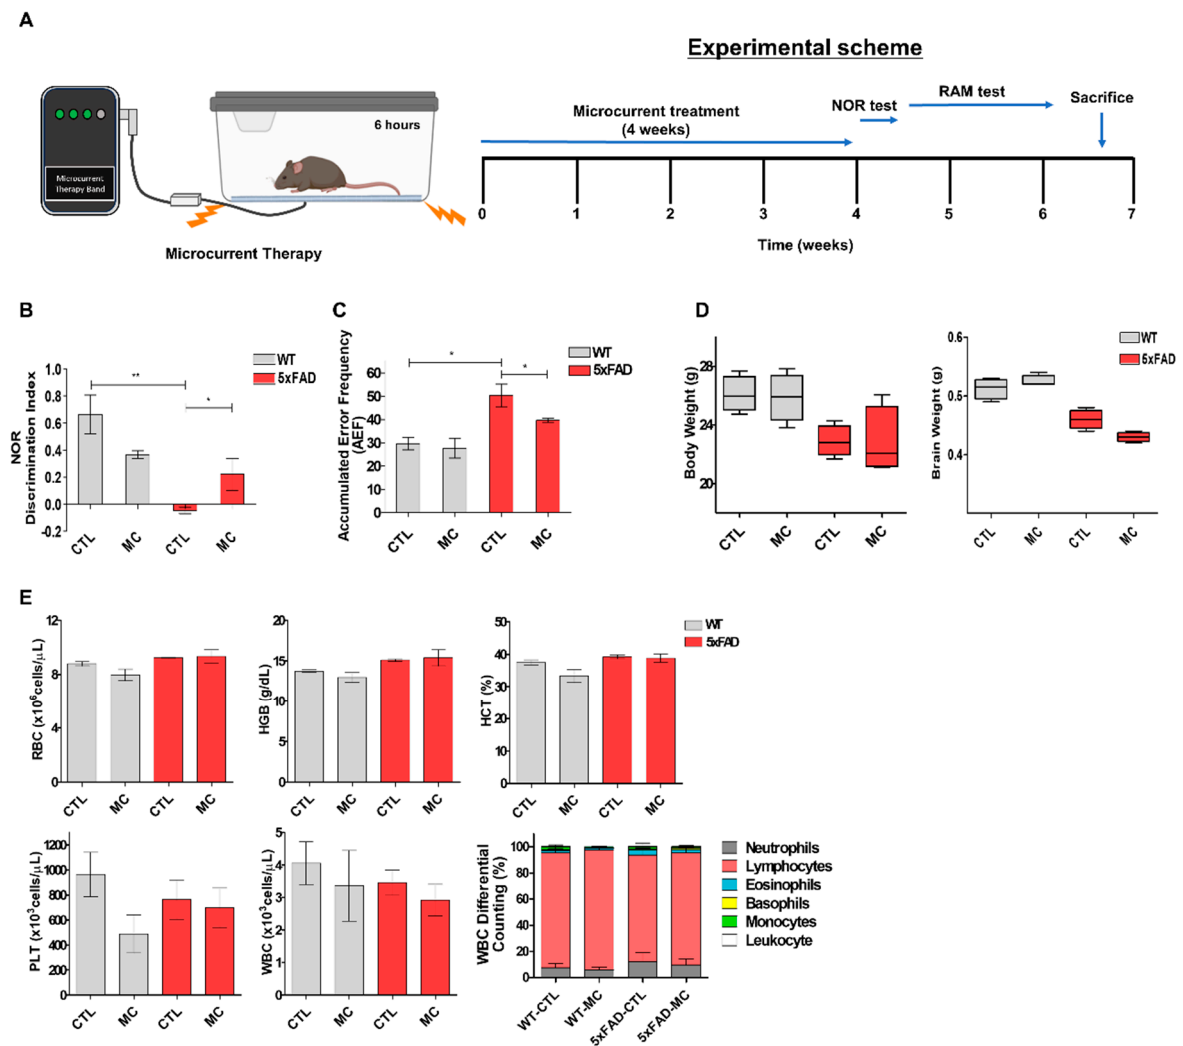 A
Experimental scheme
Microcurrent
Therapy Band
6 hours
Microcurrent Therapy
Microcurrent treatment
(4 weeks)
NOR test
RAM test
Sacrifice
0 1 2 3 4 5 6 7
Time (weeks)
B
NOR
Discrimination Index
1.0
0.8
0.6
0.4
0.2
0.0
-0.2
**
*
WT
5xFAD
CTL MC CTL MC
C
Accumulated Error Frequency
(AEF)
60
50
40
30
20
10
0
*
*
WT
5xFAD
CTL MC CTL MC
D
Body Weight (g)
28
26
24
22
20
CTL MC CTL MC
Brain Weight (g)
0.6
0.5
0.4
WT
5xFAD
CTL MC CTL MC
E
RBC (x10⁶cells/µL)
12
8
4
0
CTL MC CTL MC
HGB (g/dL)
20
15
10
5
0
CTL MC CTL MC
HCT (%)
50
40
30
20
10
0
CTL MC CTL MC
WT
5xFAD
PLT (x10³cells/µL)
1200
1000
800
600
400
200
0
CTL MC CTL MC
WBC (x10³cells/µL)
5
4
3
2
1
0
CTL MC CTL MC
WBC Differential
Counting (%)
100
80
60
40
20
0
WT-CTL WT-MC 5xFAD-CTL 5xFAD-MC
Neutrophils
Lymphocytes
Eosinophils
Basophils
Monocytes
Leukocyte